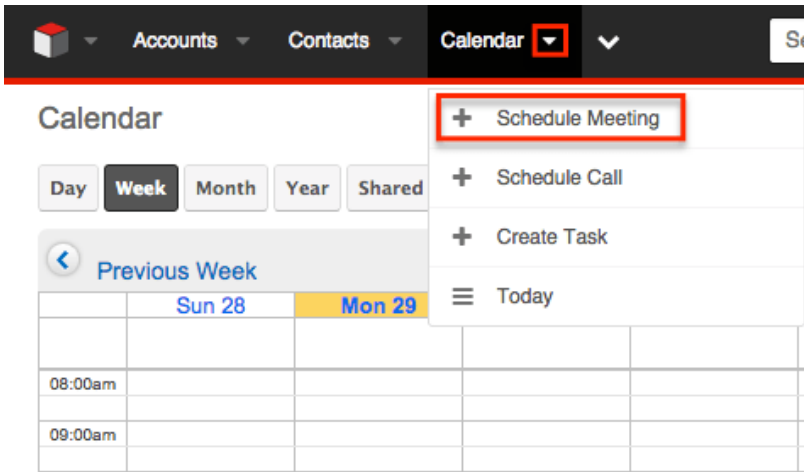 Accounts Contacts Calendar
Calendar
Schedule Meeting
Day Week Month Year Shared
Schedule Call
Create Task
Previous Week
Today
Sun 28 Mon 29
08:00am
09:00am